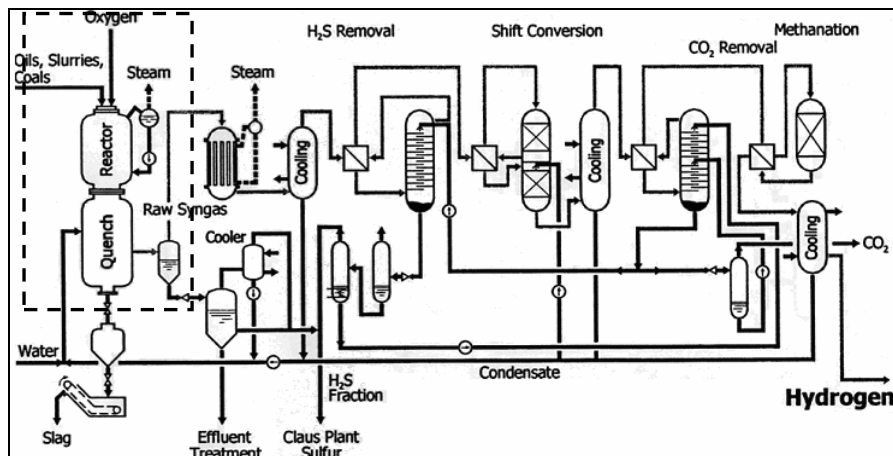 Oxygen
Oils, Slurries,
Coals
Steam
Steam
H₂S Removal
Shift Conversion
CO₂ Removal
Methanation
Reactor
Quench
Raw Syngas
Cooling
Cooling
Cooling
Cooler
CO₂
Water
H₂S
Fraction
Condensate
Hydrogen
Slag
Effluent
Treatment
Claus Plant
Sulfur